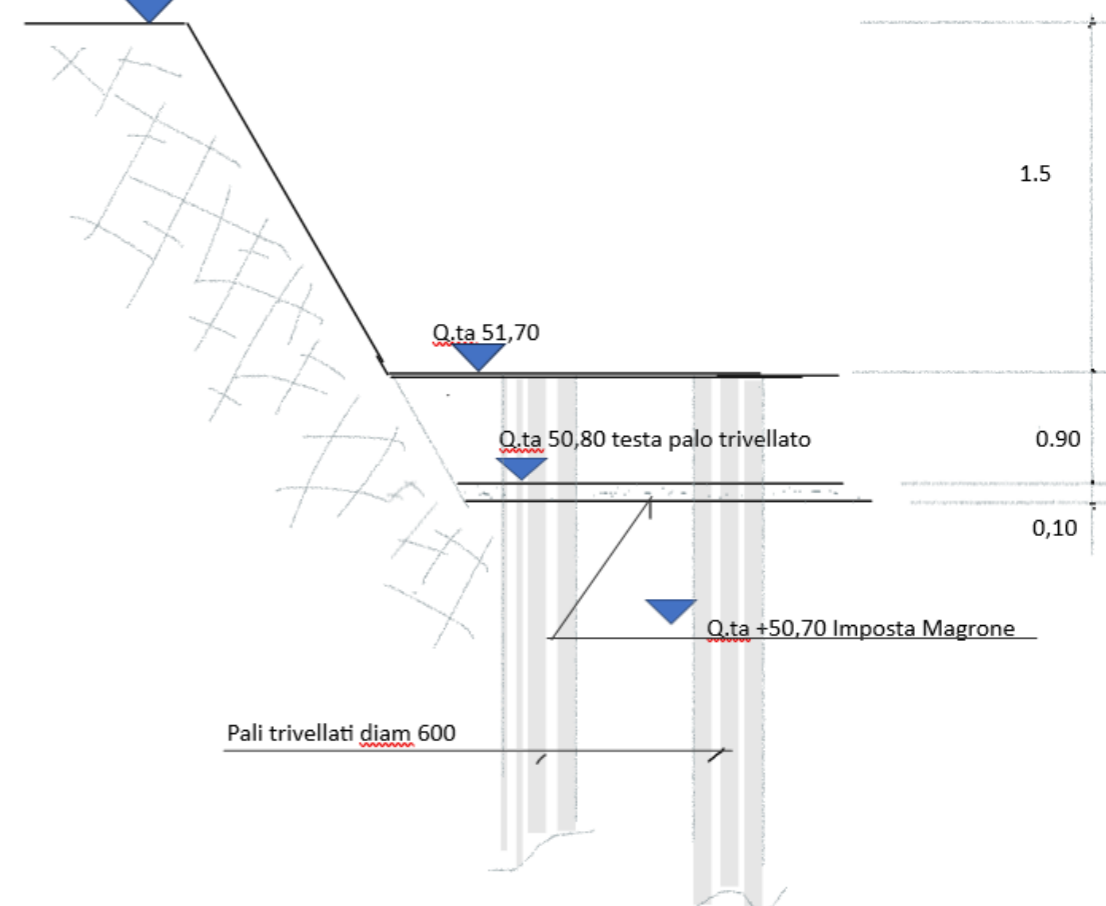 1.5
Q.ta 51,70
Q.ta 50,80 testa palo trivellato
0.90
0,10
Q.ta +50,70 Imposta Magrone
Pali trivellati diam 600